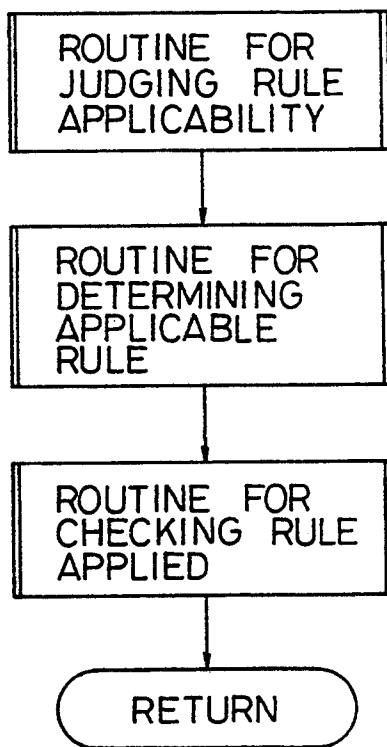 ROUTINE FOR
JUDGING RULE
APPLICABILITY
ROUTINE FOR
DETERMINING
APPLICABLE
RULE
ROUTINE FOR
CHECKING RULE
APPLIED
RETURN